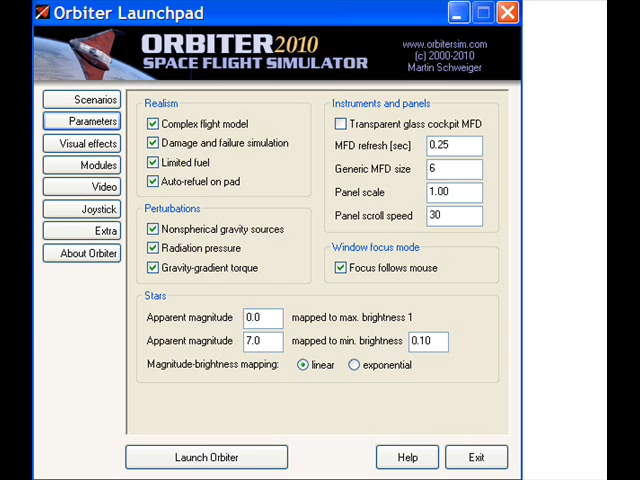 Orbiter Launchpad
ORBITER2010
SPACE FLIGHT SIMULATOR
www.orbitersim.com
(c) 2000-2010
Martin Schweiger
Scenarios
Parameters
Visual effects
Modules
Video
Joystick
Extra
About Orbiter
Realism
Complex flight model
Damage and failure simulation
Limited fuel
Auto-refuel on pad
Perturbations
Nonspherical gravity sources
Radiation pressure
Gravity-gradient torque
Instruments and panels
Transparent glass cockpit MFD
MFD refresh [sec] 0.25
Generic MFD size 6
Panel scale 1.00
Panel scroll speed 30
Window focus mode
Focus follows mouse
Stars
Apparent magnitude 0.0 mapped to max. brightness 1
Apparent magnitude 7.0 mapped to min. brightness 0.10
Magnitude-brightness mapping: linear exponential
Launch Orbiter Help Exit